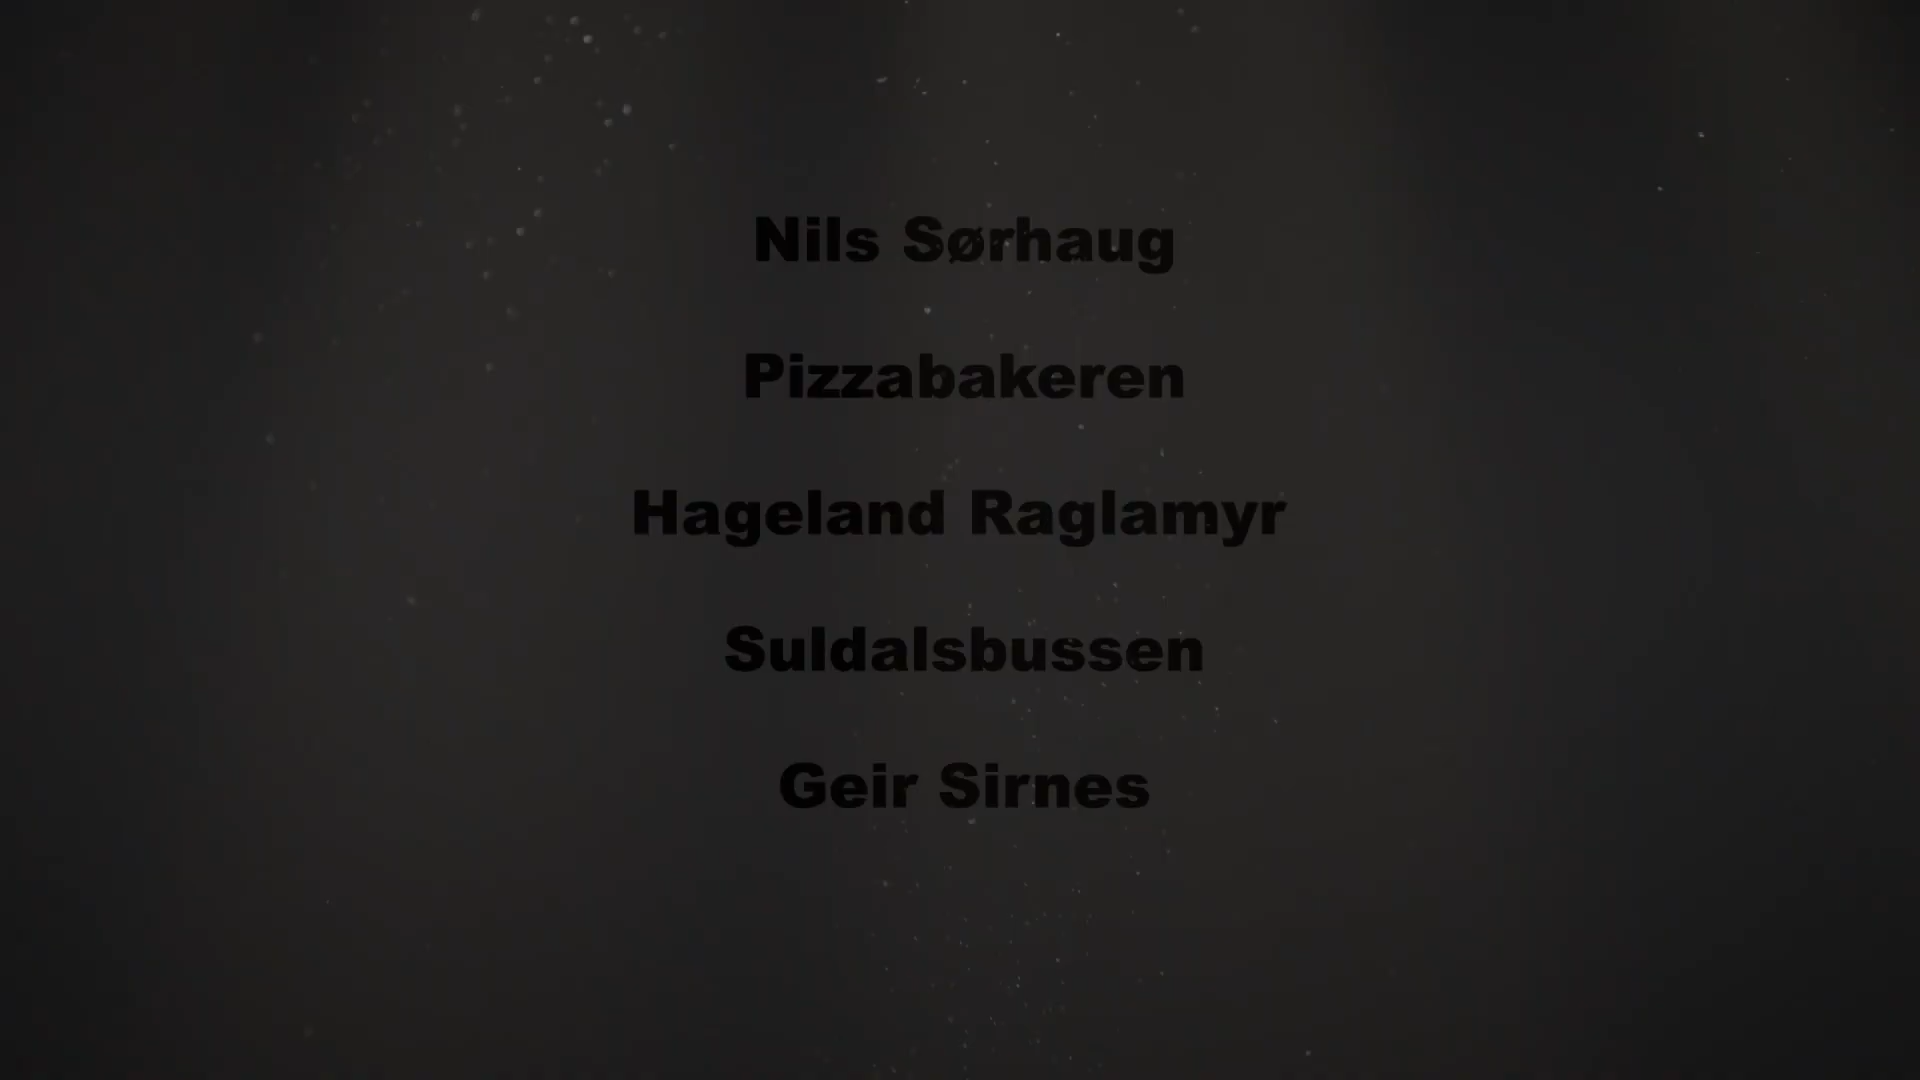 Nils Sørhaug
Pizzabakeren
Hageland Raglamyr
Suldalsbussen
Geir Sirnes